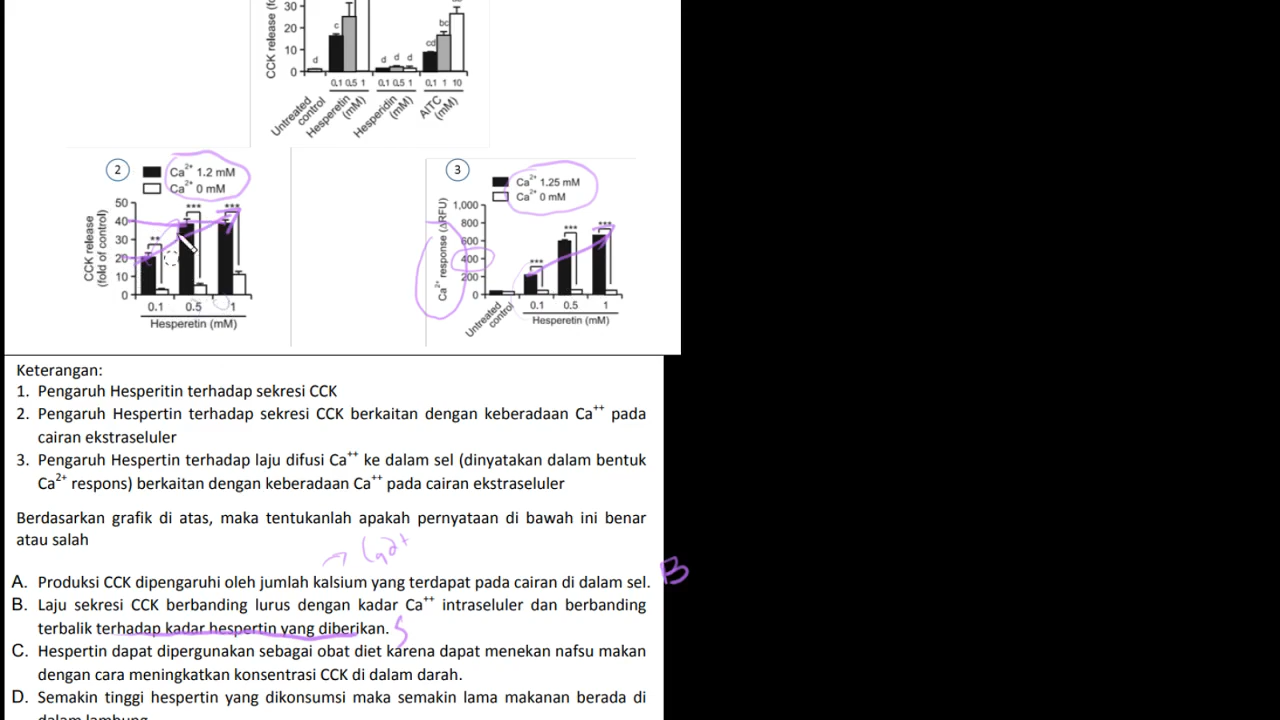 CCK release (fo
30
20
10
0
d
c
d d d
cd
bc
0.1 0.5 1
0.1 0.5 1
0.1 1 10
Untreated control
Hesperetin (mM)
Hesperidin (mM)
AITC (mM)
2
Ca2+ 1.2 mM
Ca2+ 0 mM
CCK release (fold of control)
50
40
30
20
10
0
** *** ***
0.1 0.5 1
Hesperetin (mM)
3
Ca2+ 1.25 mM
Ca2+ 0 mM
Ca2+ response (ΔRFU)
1,000
800
600
400
200
0
*** *** ***
Untreated control
0.1 0.5 1
Hesperetin (mM)
Keterangan:
1. Pengaruh Hesperitin terhadap sekresi CCK
2. Pengaruh Hespertin terhadap sekresi CCK berkaitan dengan keberadaan Ca++ pada
cairan ekstraseluler
3. Pengaruh Hespertin terhadap laju difusi Ca++ ke dalam sel (dinyatakan dalam bentuk
Ca2+ respons) berkaitan dengan keberadaan Ca++ pada cairan ekstraseluler
Berdasarkan grafik di atas, maka tentukanlah apakah pernyataan di bawah ini benar
atau salah
→ Ca2+
A. Produksi CCK dipengaruhi oleh jumlah kalsium yang terdapat pada cairan di dalam sel. B
B. Laju sekresi CCK berbanding lurus dengan kadar Ca++ intraseluler dan berbanding
terbalik terhadap kadar hespertin yang diberikan. S
C. Hespertin dapat dipergunakan sebagai obat diet karena dapat menekan nafsu makan
dengan cara meningkatkan konsentrasi CCK di dalam darah.
D. Semakin tinggi hespertin yang dikonsumsi maka semakin lama makanan berada di
dalam lambung